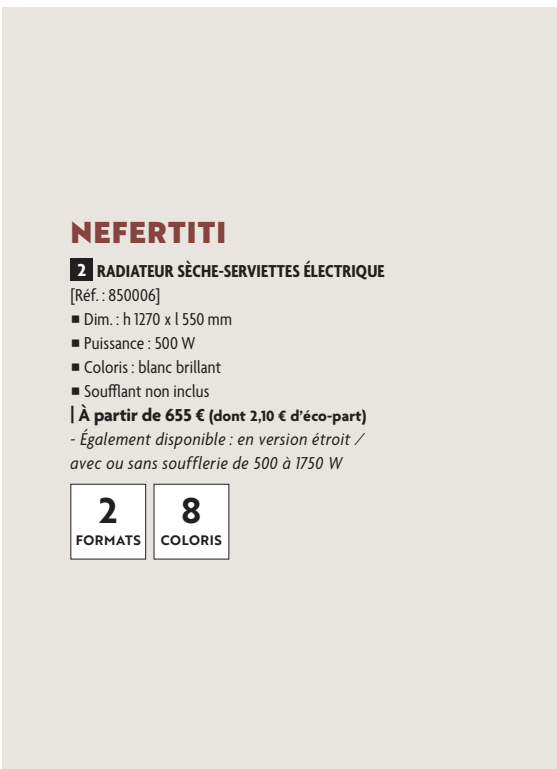 NEFERTITI
2 RADIATEUR SÈCHE-SERVIETTES ÉLECTRIQUE
[Réf. : 850006]
■ Dim. : h 1270 x l 550 mm
■ Puissance : 500 W
■ Coloris : blanc brillant
■ Soufflant non inclus
| À partir de 655 € (dont 2,10 € d’éco-part)
- Également disponible : en version étroit /
avec ou sans soufflerie de 500 à 1750 W
2 FORMATS
8 COLORIS